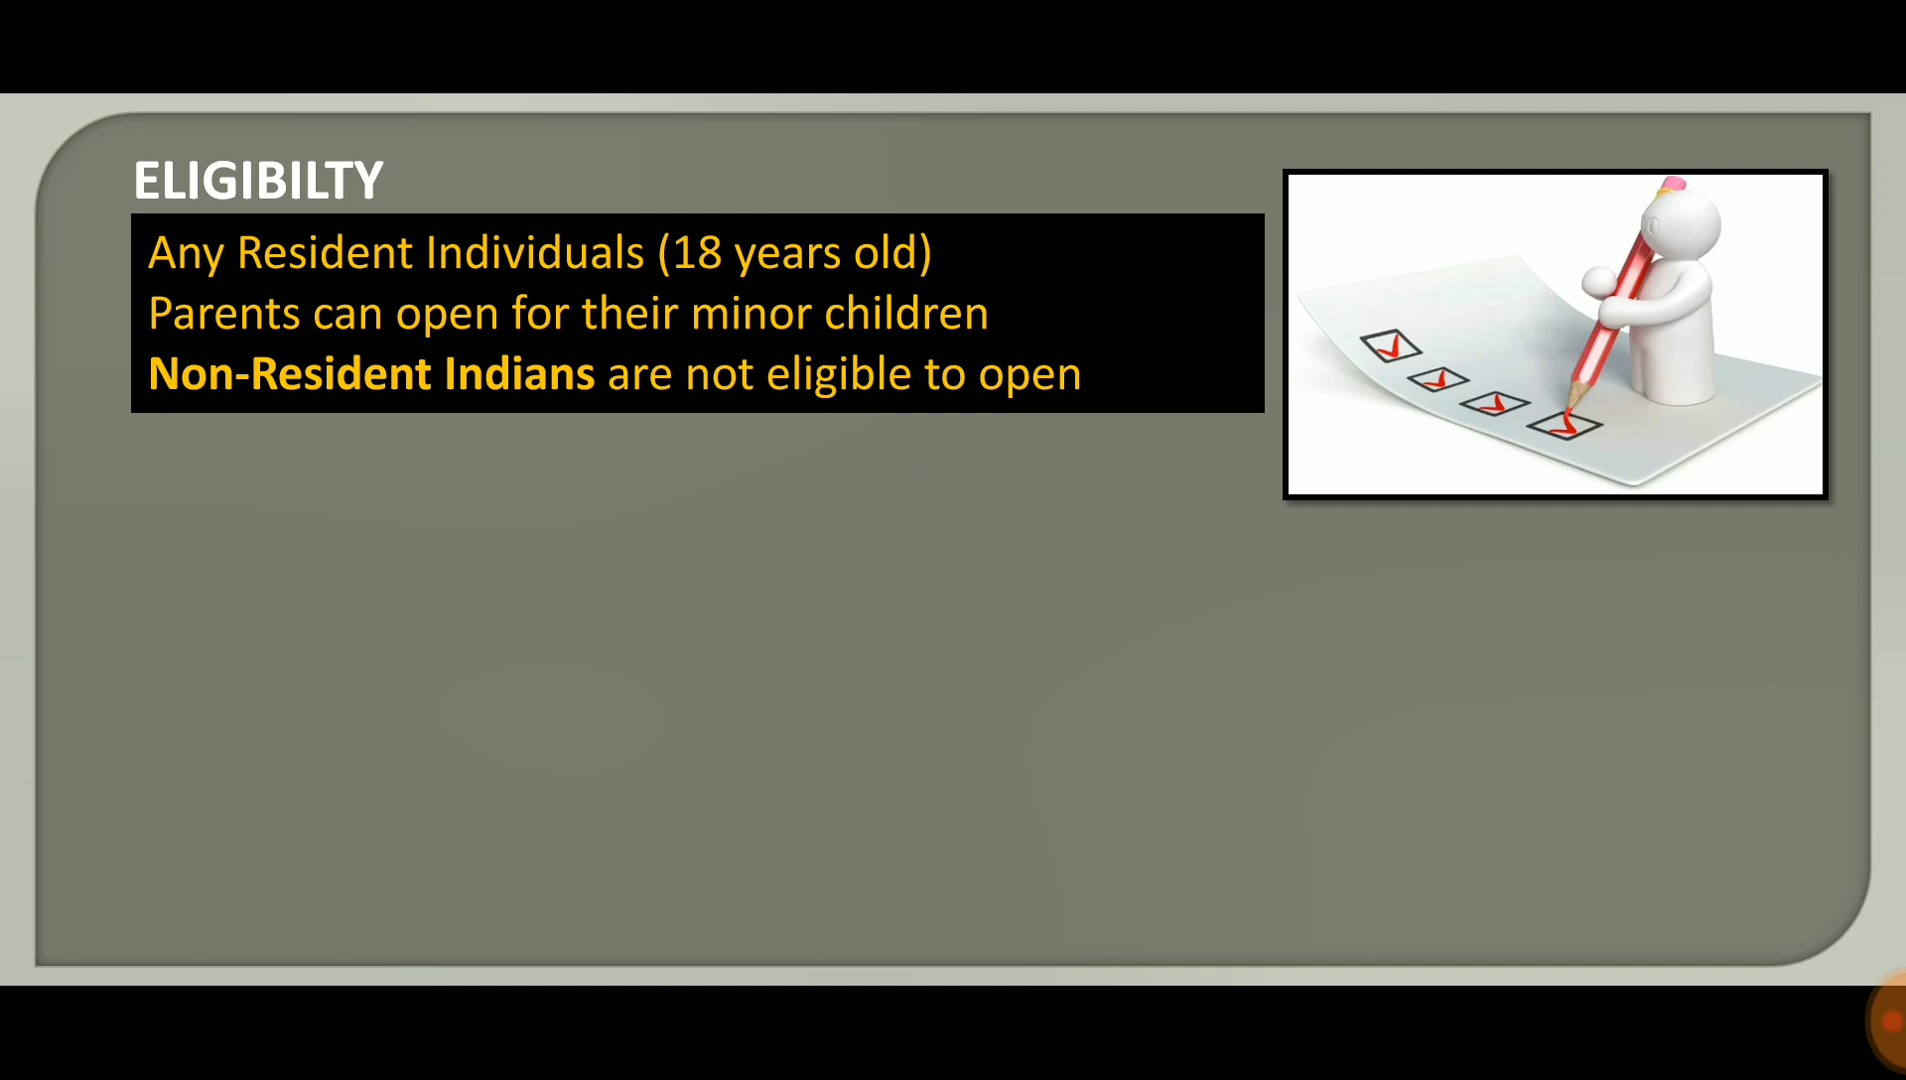 ELIGIBILTY
Any Resident Individuals (18 years old)
Parents can open for their minor children
Non-Resident Indians are not eligible to open